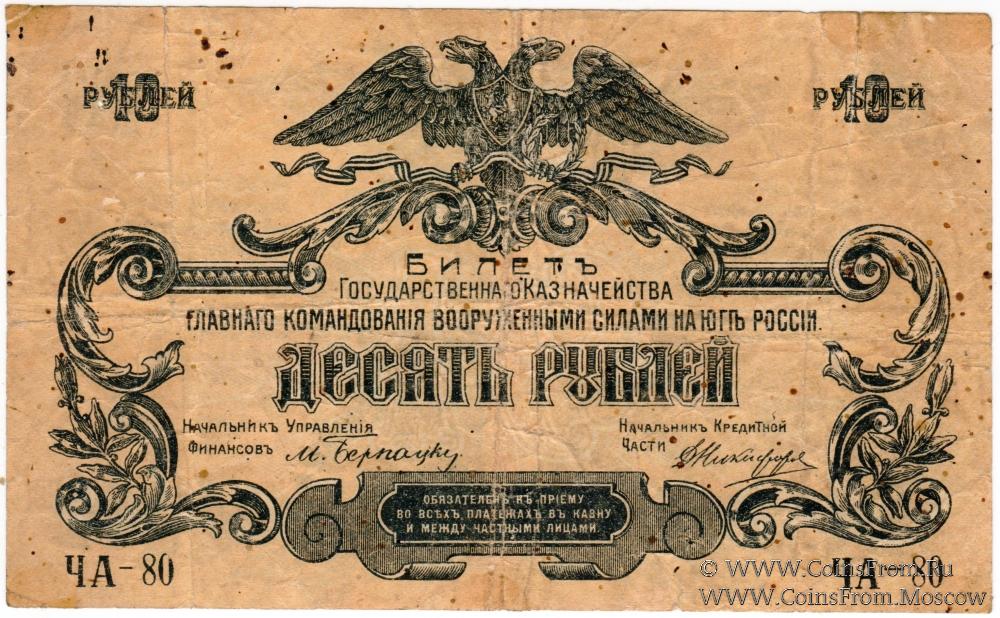 10 РУБЛЕЙ
10 РУБЛЕЙ
БИЛЕТЪ
ГОСУДАРСТВЕННАГО КАЗНАЧЕЙСТВА
ГЛАВНАГО КОМАНДОВАНІЯ ВООРУЖЕННЫМИ СИЛАМИ НА ЮГѢ РОССІИ.
ДЕСЯТЬ РУБЛЕЙ
НАЧАЛЬНИКЪ УПРАВЛЕНІЯ
ФИНАНСОВЪ М. Бернацкій
НАЧАЛЬНИКЪ КРЕДИТНОЙ
ЧАСТИ
ОБЯЗАТЕЛЕНЪ КЪ ПРІЕМУ
ВО ВСѢХЪ ПЛАТЕЖАХЪ ВЪ КАЗНУ
И МЕЖДУ ЧАСТНЫМИ ЛИЦАМИ.
ЧА-80
ЧА-80
© WWW.CoinsFrom.Ru
WWW.CoinsFrom.Moscow